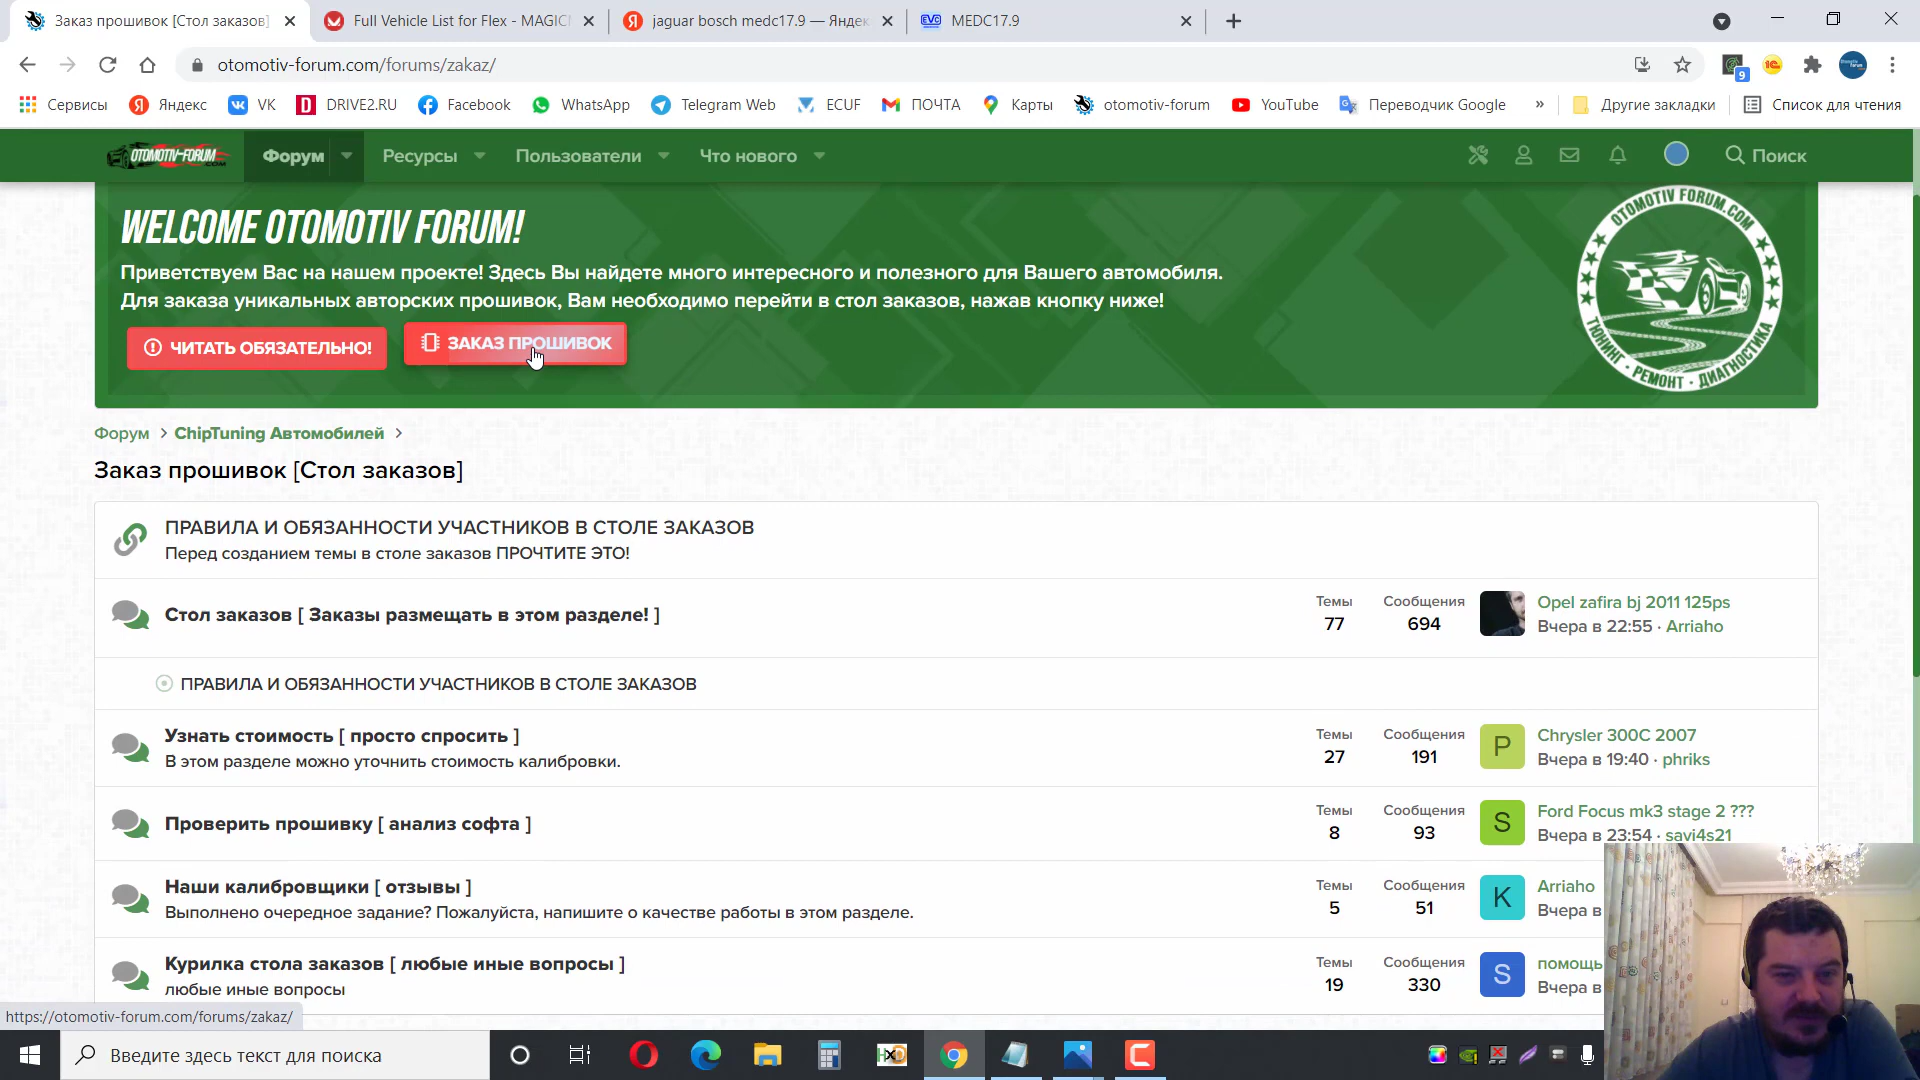 Заказ прошивок [Стол заказов]
Full Vehicle List for Flex - MAGIC
jaguar bosch medc17.9 — Яндек
MEDC17.9
otomotiv-forum.com/forums/zakaz/
9
Сервисы
Яндекс
VK
DRIVE2.RU
Facebook
WhatsApp
Telegram Web
ECUF
ПОЧТА
Карты
otomotiv-forum
YouTube
Переводчик Google
»
Другие закладки
Список для чтения
OTOMOTIV-FORUM
.COM
Форум
Ресурсы
Пользователи
Что нового
Поиск
WELCOME OTOMOTIV FORUM!
Приветствуем Вас на нашем проекте! Здесь Вы найдете много интересного и полезного для Вашего автомобиля.
Для заказа уникальных авторских прошивок, Вам необходимо перейти в стол заказов, нажав кнопку ниже!
ЧИТАТЬ ОБЯЗАТЕЛЬНО!
ЗАКАЗ ПРОШИВОК
OTOMOTIV FORUM.COM
ТЮНИНГ - РЕМОНТ - ДИАГНОСТИКА
Форум
ChipTuning Автомобилей
Заказ прошивок [Стол заказов]
ПРАВИЛА И ОБЯЗАННОСТИ УЧАСТНИКОВ В СТОЛЕ ЗАКАЗОВ
Перед созданием темы в столе заказов ПРОЧТИТЕ ЭТО!
Стол заказов [ Заказы размещать в этом разделе! ]
Темы
77
Сообщения
694
Opel zafira bj 2011 125ps
Вчера в 22:55 · Arriaho
ПРАВИЛА И ОБЯЗАННОСТИ УЧАСТНИКОВ В СТОЛЕ ЗАКАЗОВ
Узнать стоимость [ просто спросить ]
В этом разделе можно уточнить стоимость калибровки.
Темы
27
Сообщения
191
P
Chrysler 300C 2007
Вчера в 19:40 · phriks
Проверить прошивку [ анализ софта ]
Темы
8
Сообщения
93
S
Ford Focus mk3 stage 2 ???
Вчера в 23:54 · savi4s21
Наши калибровщики [ отзывы ]
Выполнено очередное задание? Пожалуйста, напишите о качестве работы в этом разделе.
Темы
5
Сообщения
51
K
Arriaho
Вчера в
Курилка стола заказов [ любые иные вопросы ]
любые иные вопросы
Темы
19
Сообщения
330
S
помощь
Вчера в
https://otomotiv-forum.com/forums/zakaz/
Введите здесь текст для поиска